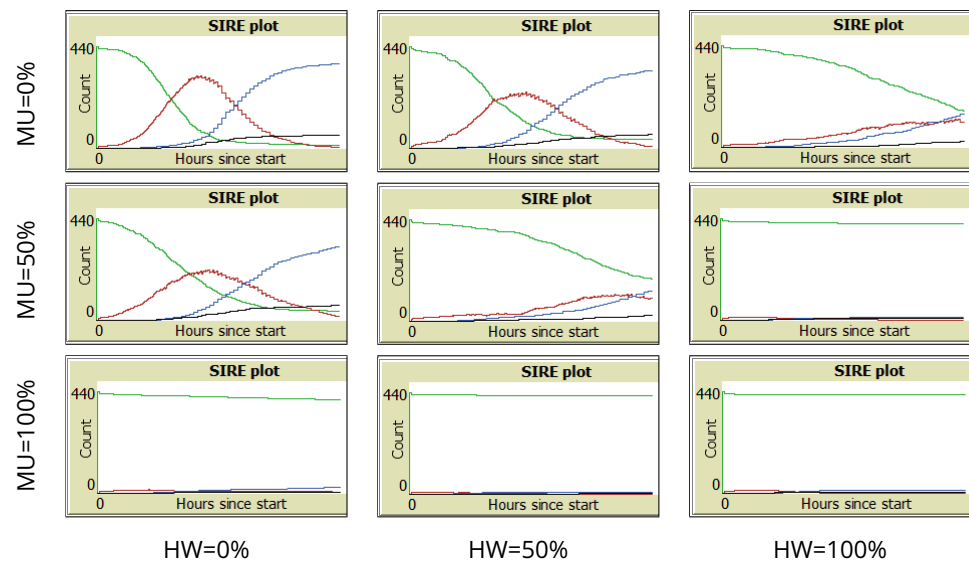 SIRE plot
440
Count
0
0
Hours since start
SIRE plot
440
Count
0
0
Hours since start
SIRE plot
440
Count
0
0
Hours since start
MU=0%
SIRE plot
440
Count
0
0
Hours since start
SIRE plot
440
Count
0
0
Hours since start
SIRE plot
440
Count
0
0
Hours since start
MU=50%
SIRE plot
440
Count
0
0
Hours since start
SIRE plot
440
Count
0
0
Hours since start
SIRE plot
440
Count
0
0
Hours since start
MU=100%
HW=0%
HW=50%
HW=100%